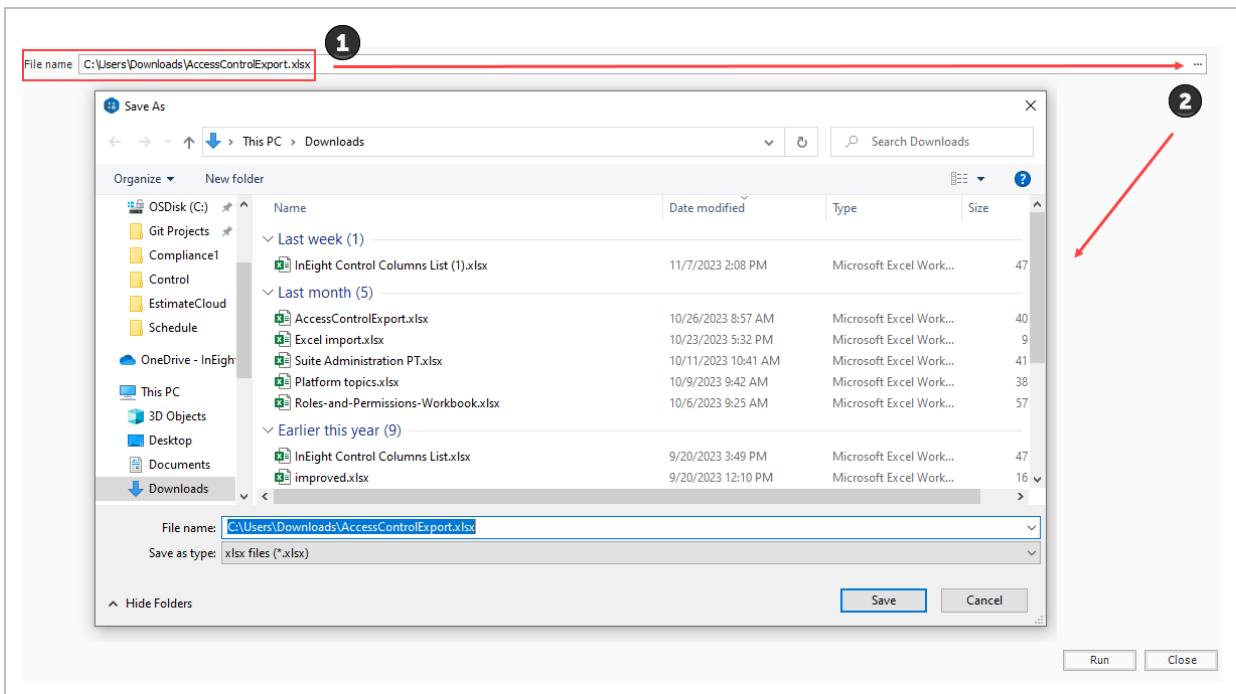 1
File name C:\Users\Downloads\AccessControlExport.xlsx ...
2
Save As
This PC > Downloads
Search Downloads
Organize New folder
OSDisk (C:)
Git Projects
Compliance1
Control
EstimateCloud
Schedule
OneDrive - InEigh
This PC
3D Objects
Desktop
Documents
Downloads
Name Date modified Type Size
Last week (1)
InEight Control Columns List (1).xlsx 11/7/2023 2:08 PM Microsoft Excel Work... 47
Last month (5)
AccessControlExport.xlsx 10/26/2023 8:57 AM Microsoft Excel Work... 40
Excel import.xlsx 10/23/2023 5:32 PM Microsoft Excel Work... 9
Suite Administration PT.xlsx 10/11/2023 10:41 AM Microsoft Excel Work... 41
Platform topics.xlsx 10/9/2023 9:42 AM Microsoft Excel Work... 38
Roles-and-Permissions-Workbook.xlsx 10/6/2023 9:25 AM Microsoft Excel Work... 57
Earlier this year (9)
InEight Control Columns List.xlsx 9/20/2023 3:49 PM Microsoft Excel Work... 47
improved.xlsx 9/20/2023 12:10 PM Microsoft Excel Work... 16
File name: C:\Users\Downloads\AccessControlExport.xlsx
Save as type: xlsx files (*.xlsx)
Hide Folders Save Cancel
Run Close